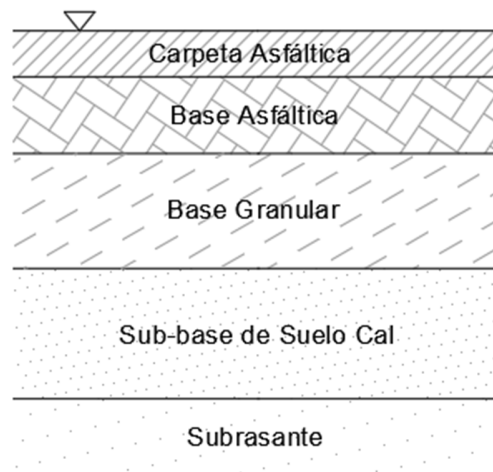 Carpeta Asfáltica
Base Asfáltica
Base Granular
Sub-base de Suelo Cal
Subrasante